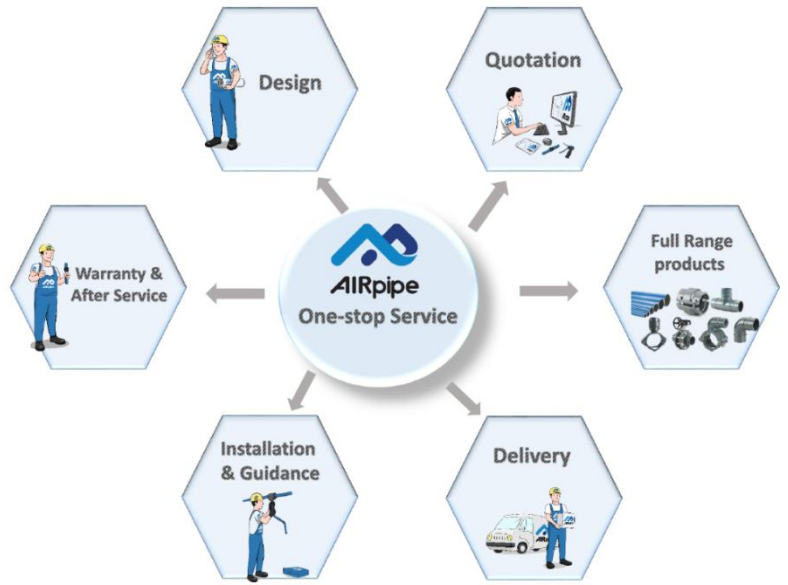 Design
Quotation
Full Range
products
Delivery
Installation
& Guidance
Warranty &
After Service
AIRpipe
One-stop Service